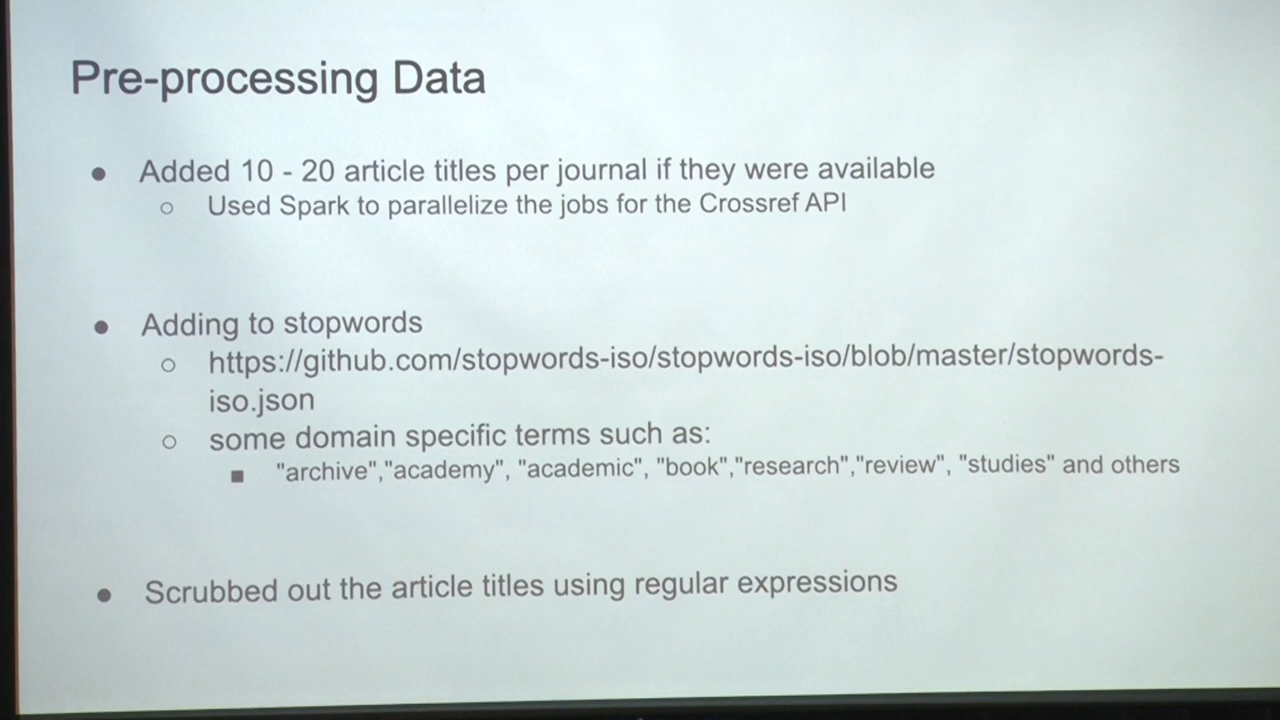 Pre-processing Data
● Added 10 - 20 article titles per journal if they were available
○ Used Spark to parallelize the jobs for the Crossref API
● Adding to stopwords
○ https://github.com/stopwords-iso/stopwords-iso/blob/master/stopwords-
iso.json
○ some domain specific terms such as:
■ "archive","academy", "academic", "book","research","review", "studies" and others
● Scrubbed out the article titles using regular expressions